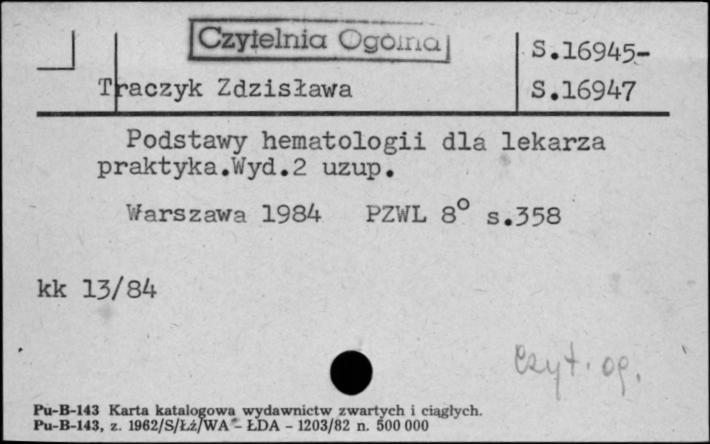 Czytelnia Ogólna
S.16945-
Traczyk Zdzisława
S.16947
Podstawy hematologii dla lekarza
praktyka.Wyd.2 uzup.
Warszawa 1984 PZWL 8° s.358
kk 13/84
Czyt. og.
Pu-B-143 Karta katalogowa wydawnictw zwartych i ciągłych.
Pu-B-143, z. 1962/S/Łż/WA - ŁDA - 1203/82 n. 500 000